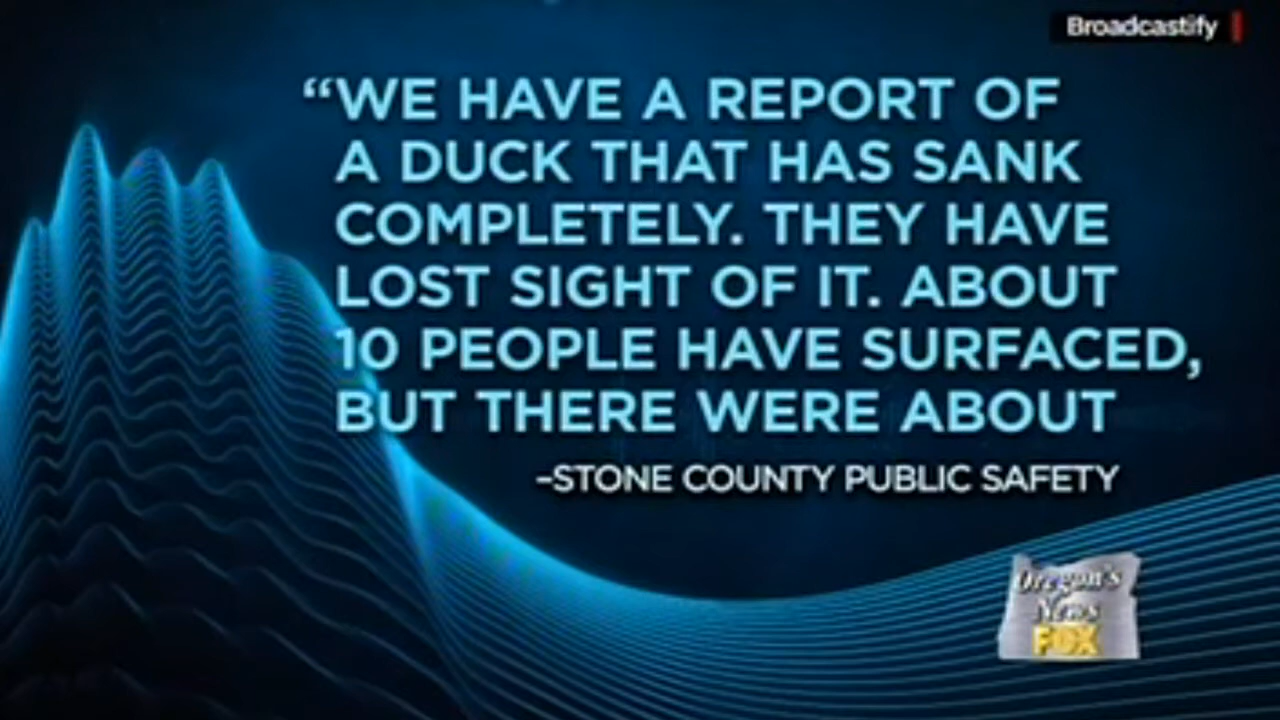 Broadcastify
“WE HAVE A REPORT OF
A DUCK THAT HAS SANK
COMPLETELY. THEY HAVE
LOST SIGHT OF IT. ABOUT
10 PEOPLE HAVE SURFACED,
BUT THERE WERE ABOUT
–STONE COUNTY PUBLIC SAFETY
Oregon's
News
FOX